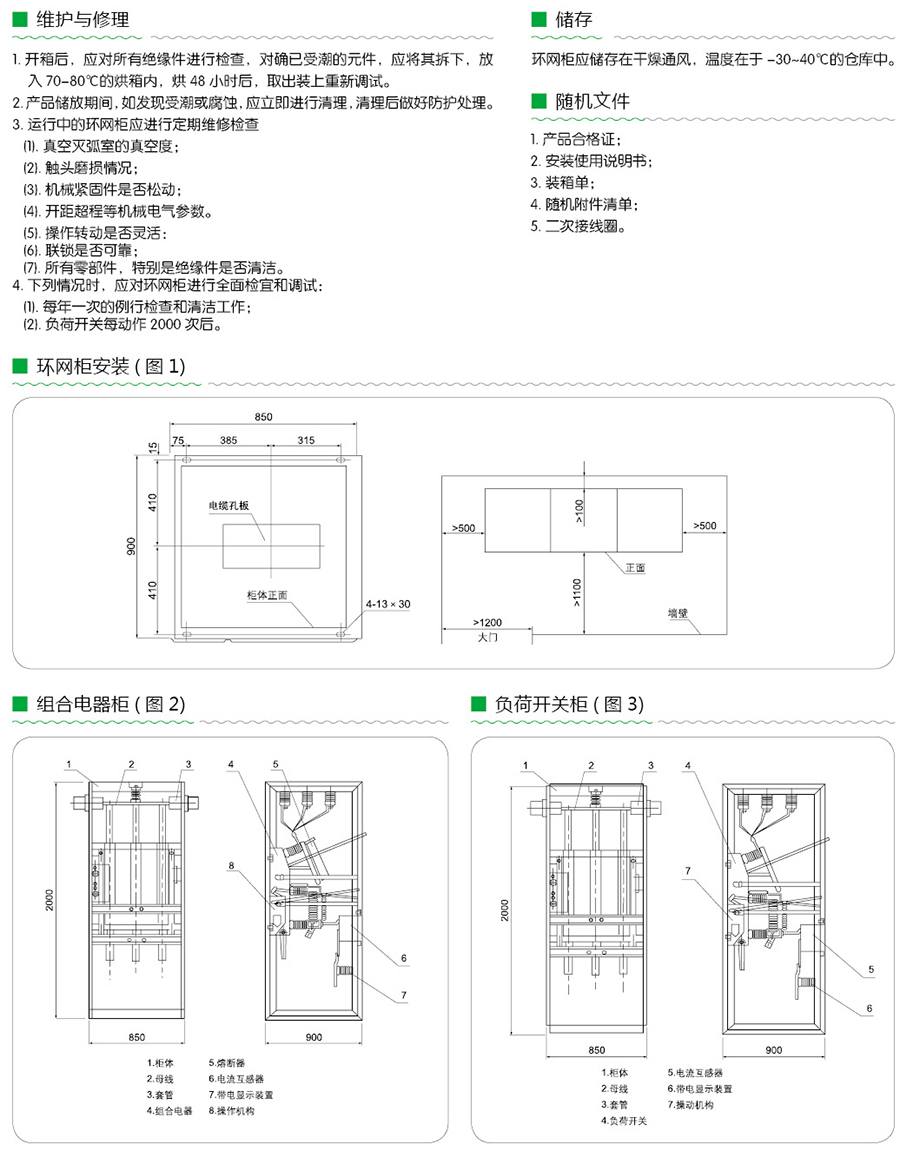 维护与修理
1. 开箱后，应对所有绝缘件进行检查，对确已受潮的元件，应将其拆下，放
入 70-80℃的烘箱内，烘 48 小时后，取出装上重新调试。
2. 产品储放期间，如发现受潮或腐蚀，应立即进行清理，清理后做好防护处理。
3. 运行中的环网柜应进行定期维修检查
(1). 真空灭弧室的真空度；
(2). 触头磨损情况；
(3). 机械紧固件是否松动；
(4). 开距超程等机械电气参数。
(5). 操作转动是否灵活：
(6). 联锁是否可靠；
(7). 所有零部件，特别是绝缘件是否清洁。
4. 下列情况时，应对环网柜进行全面检宜和调试：
(1). 每年一次的例行检查和清洁工作；
(2). 负荷开关每动作 2000 次后。
储存
环网柜应储存在干燥通风，温度在于 -30~40℃的仓库中。
随机文件
1. 产品合格证；
2. 安装使用说明书；
3. 装箱单；
4. 随机附件清单；
5. 二次接线圈。
环网柜安装 ( 图 1)
850
75 385 315
15
410
900
410
电缆孔板
柜体正面
4-13 × 30
>500
>100
>500
正面
>1100
>1200
大门
墙壁
组合电器柜 ( 图 2)
1 2 3 4 5
8
2000
6
7
850 900
1.柜体 5.熔断器
2.母线 6.电流互感器
3.套管 7.带电显示装置
4.组合电器 8.操作机构
负荷开关柜 ( 图 3)
1 2 3 4
7
2000
5
6
850 900
1.柜体 5.电流互感器
2.母线 6.带电显示装置
3.套管 7.操动机构
4.负荷开关